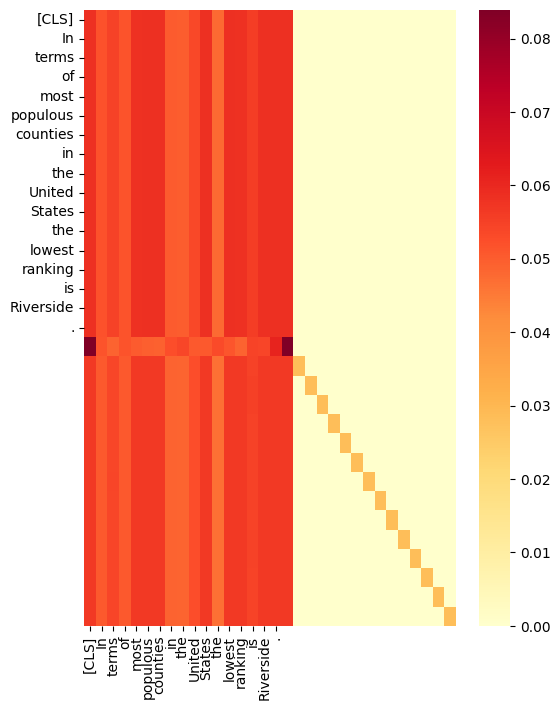 [CLS]
In
terms
of
most
populous
counties
in
the
United
States
the
lowest
ranking
is
Riverside
.
0.08
0.07
0.06
0.05
0.04
0.03
0.02
0.01
0.00
[CLS]
In
terms
of
most
populous
counties
in
the
United
States
the
lowest
ranking
is
Riverside
.